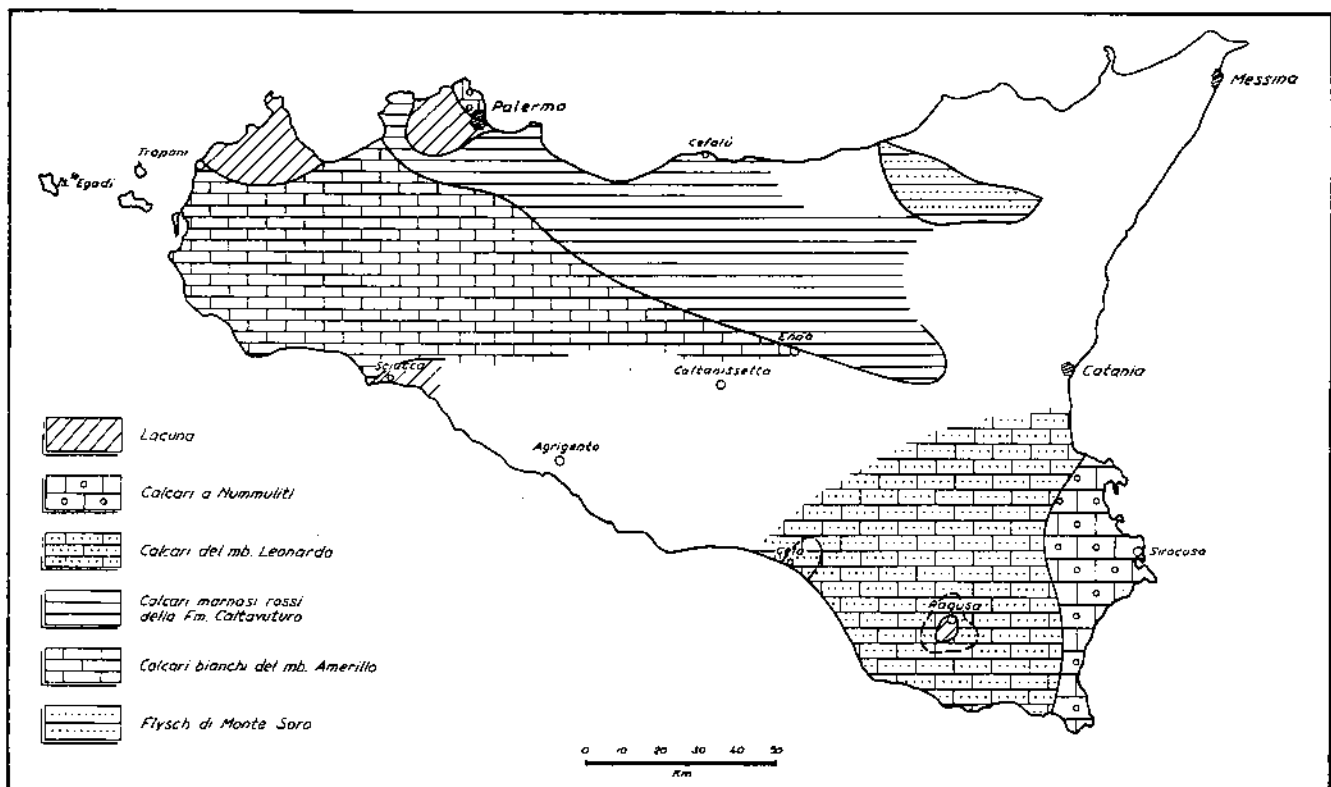 Messina
Palermo
Cefalù
Trapani
Egadi
Enna
Sciacca
Caltanissetta
Catania
Lacuna
Agrigento
Calcari a Nummuliti
Calcari del mb. Leonardo
Gela
Siracusa
Calcari marnosi rossi
della Fm. Caltavuturo
Ragusa
Calcari bianchi del mb. Amerillo
Flysch di Monte Soro
0 10 20 30 40 50
Km